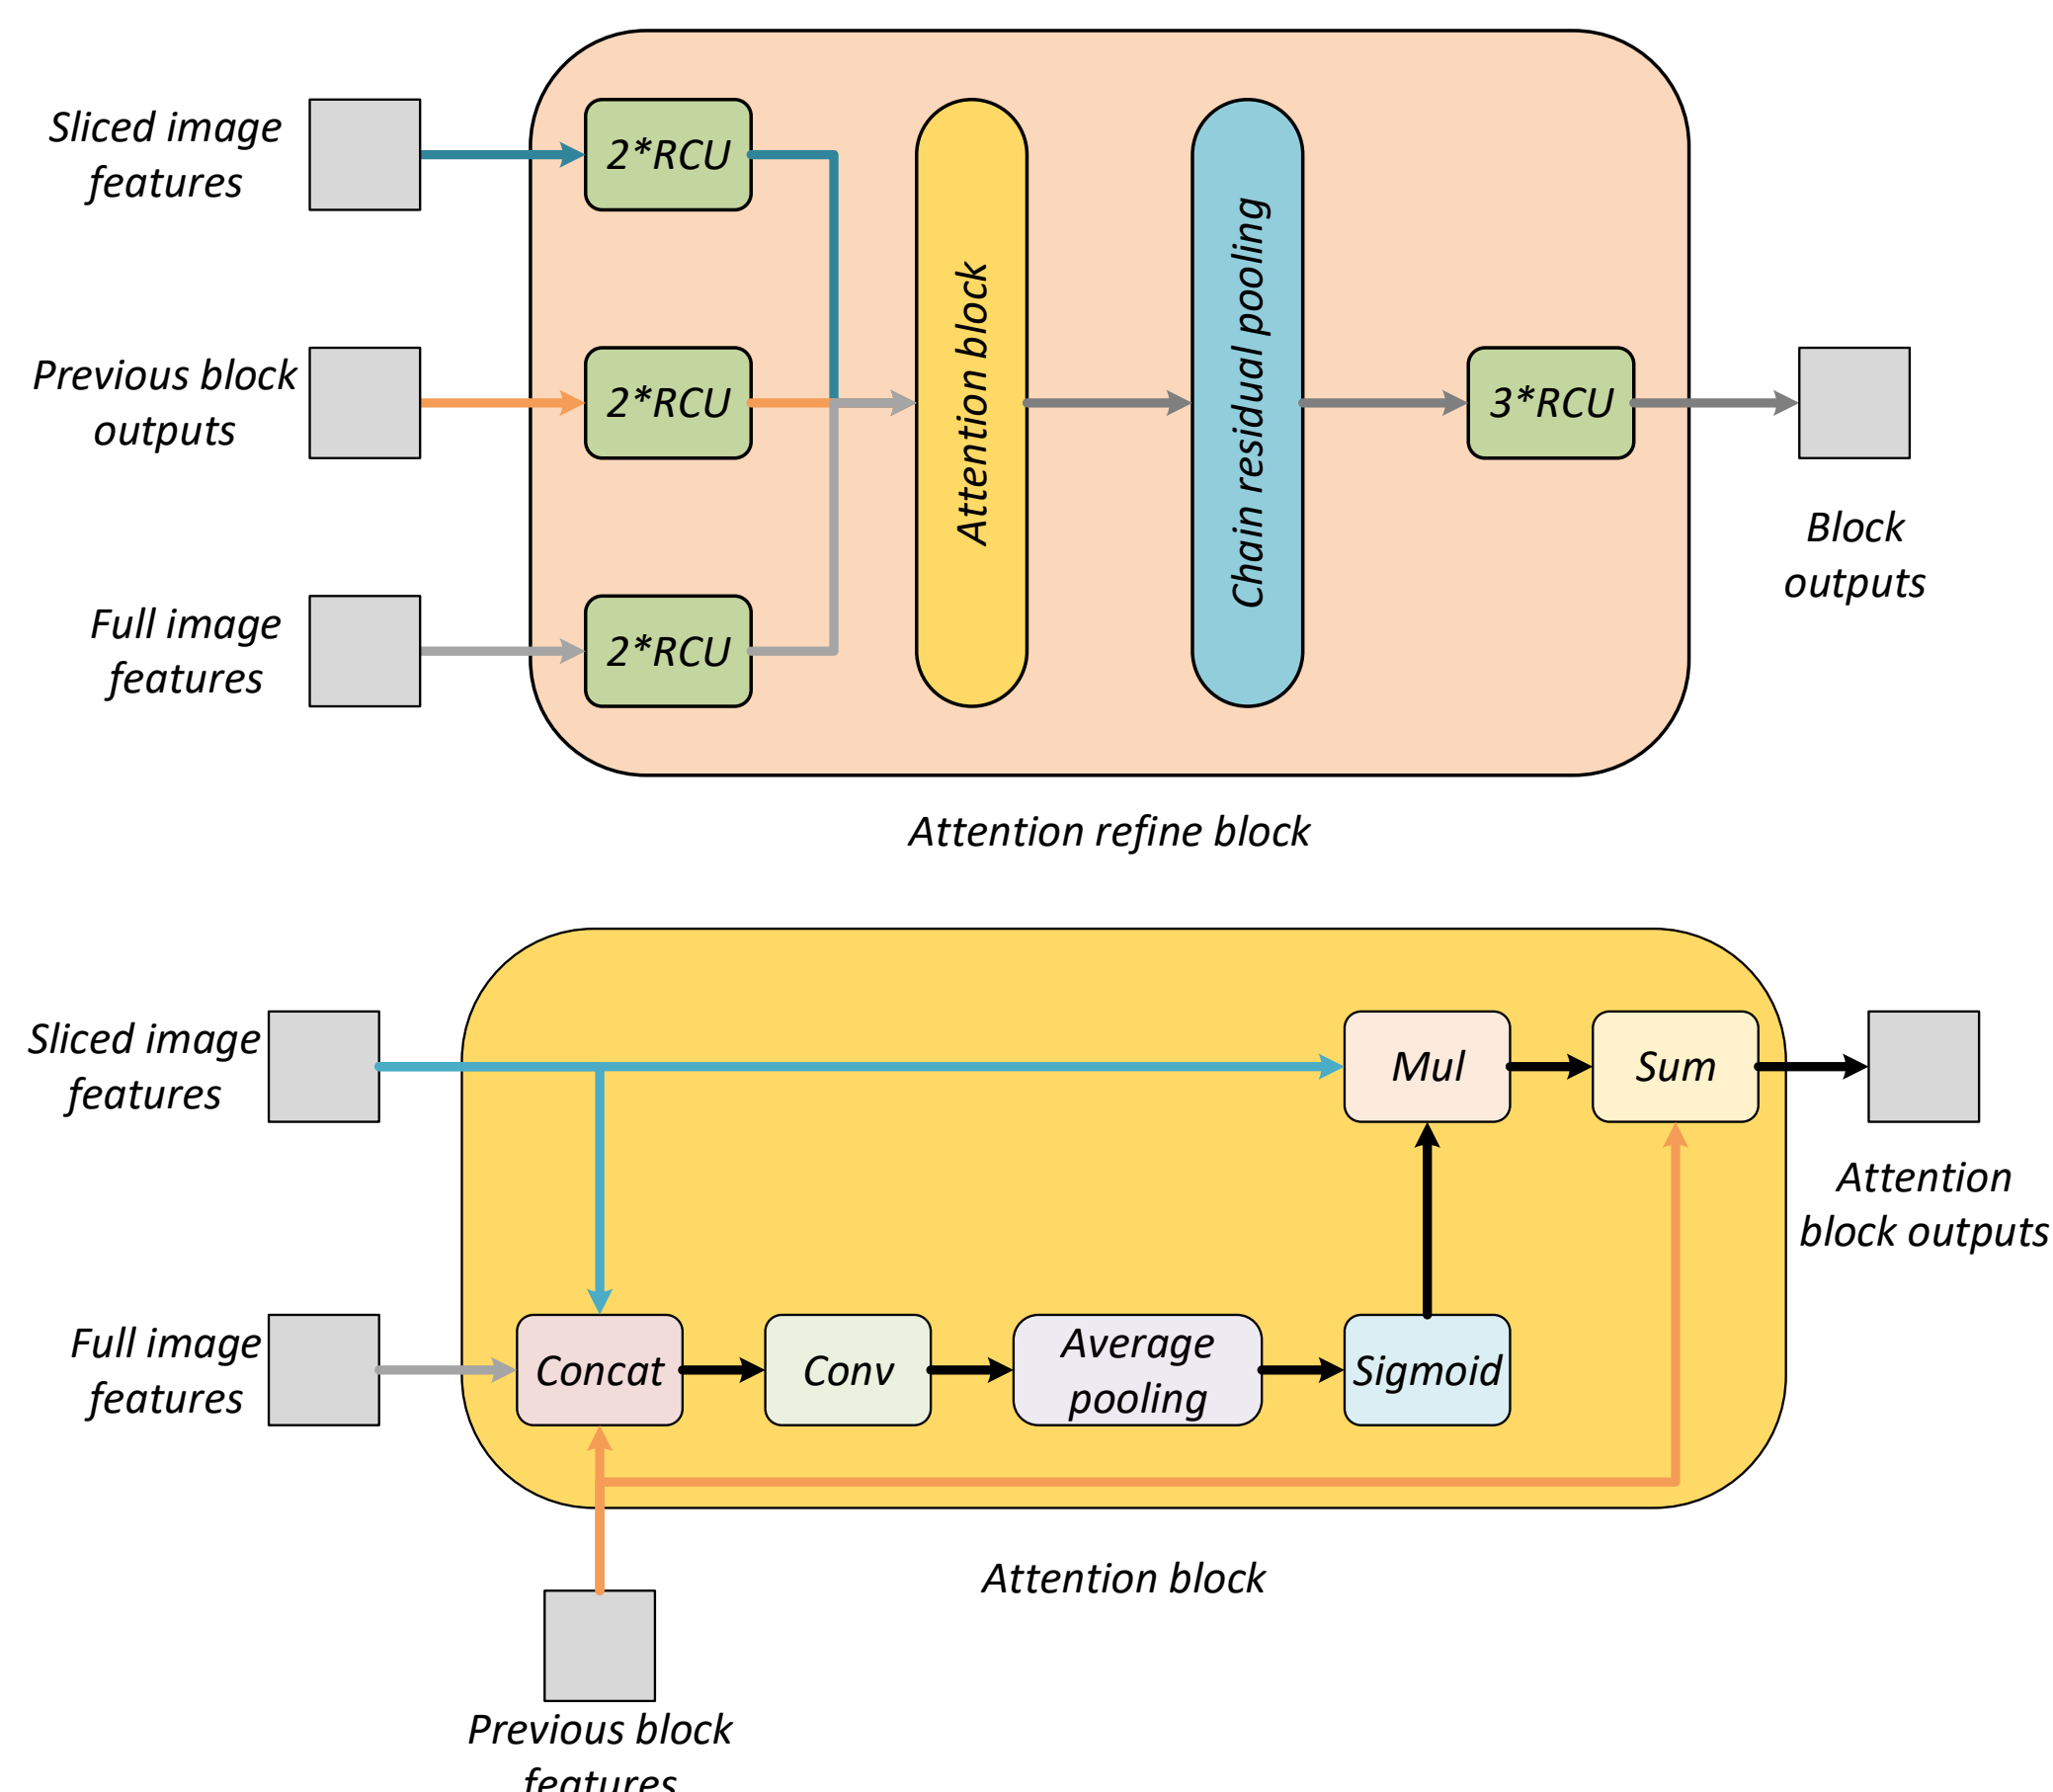 Sliced image
features
2*RCU
Previous block
outputs
2*RCU
Full image
features
2*RCU
Attention block
Chain residual pooling
3*RCU
Block
outputs
Attention refine block
Sliced image
features
Mul
Sum
Attention
block outputs
Full image
features
Concat
Conv
Average
pooling
Sigmoid
Attention block
Previous block
features